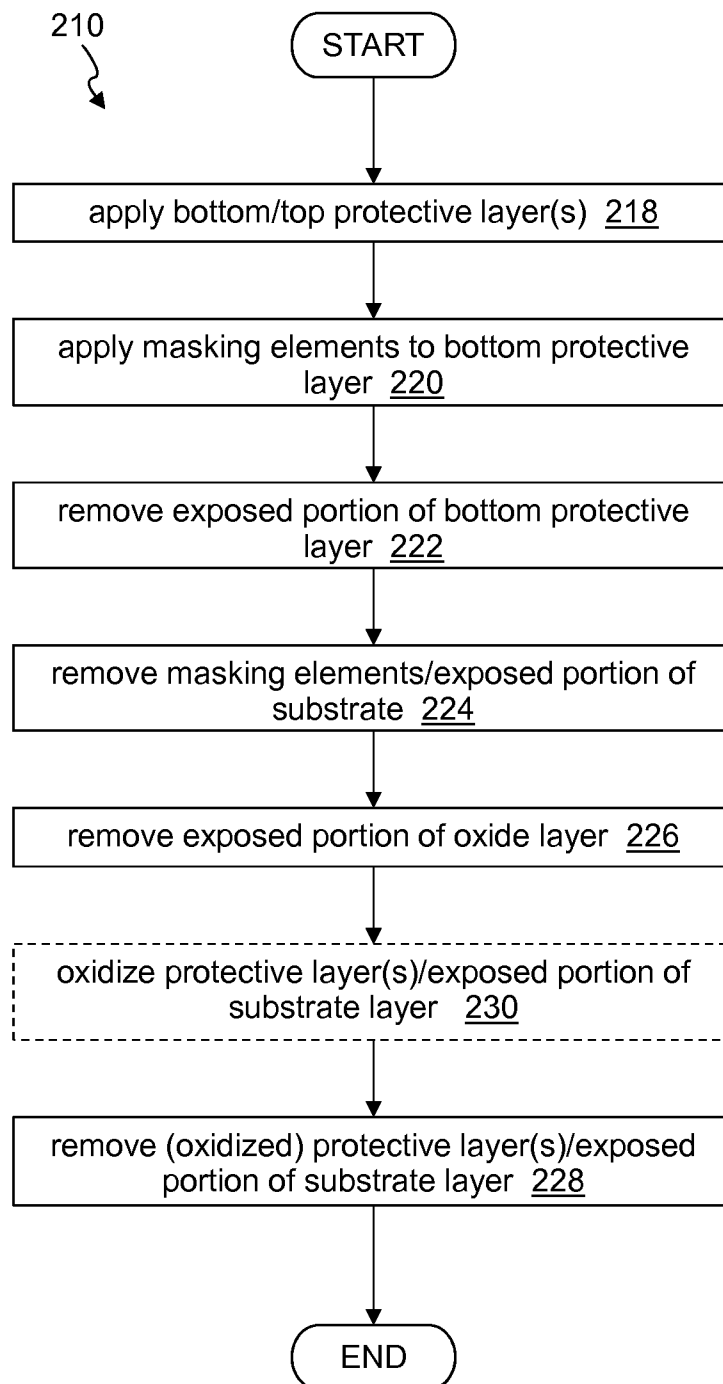 210
START
apply bottom/top protective layer(s) 218
apply masking elements to bottom protective
layer 220
remove exposed portion of bottom protective
layer 222
remove masking elements/exposed portion of
substrate 224
remove exposed portion of oxide layer 226
oxidize protective layer(s)/exposed portion of
substrate layer 230
remove (oxidized) protective layer(s)/exposed
portion of substrate layer 228
END